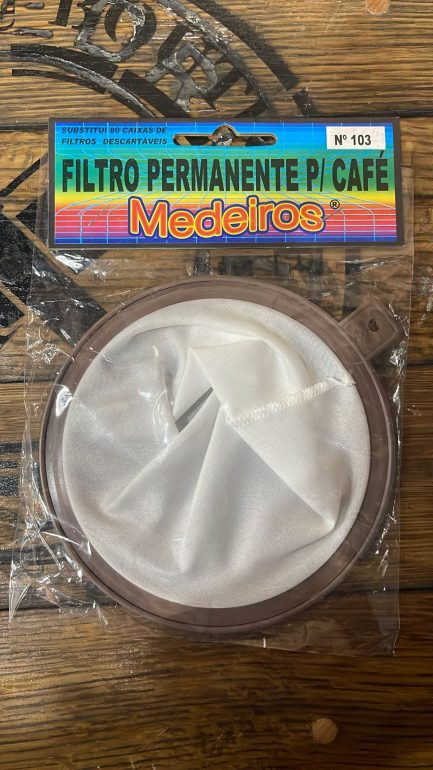 SUBSTITUI 80 CAIXAS DE
FILTROS DESCARTÁVEIS
Nº 103
FILTRO PERMANENTE P/ CAFÉ
Medeiros®